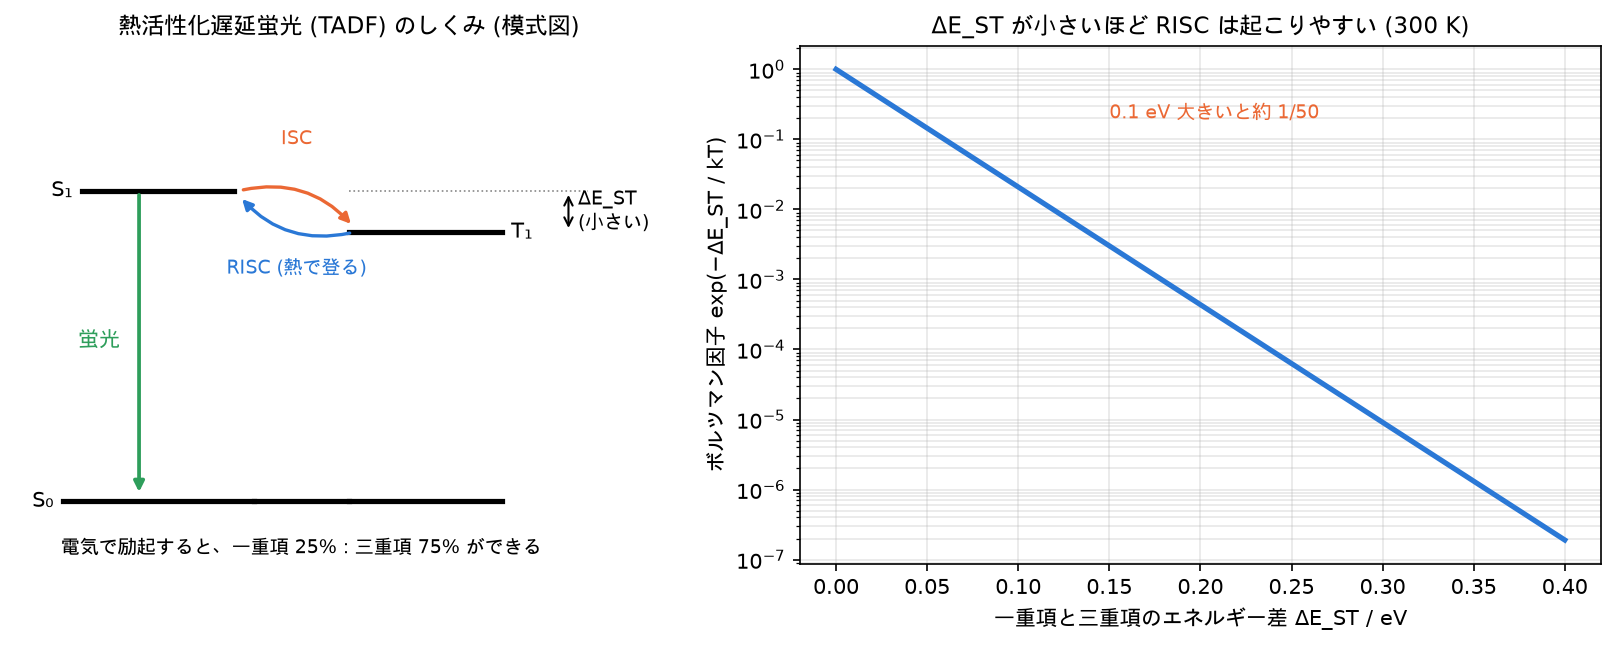 熱活性化遅延蛍光 (TADF) のしくみ (模式図)
ISC
S₁
ΔE_ST
(小さい)
T₁
RISC (熱で登る)
蛍光
S₀
電気で励起すると、一重項 25% : 三重項 75% ができる
ΔE_ST が小さいほど RISC は起こりやすい (300 K)
0.1 eV 大きいと約 1/50
ボルツマン因子 exp(−ΔE_ST / kT)
10⁰
10⁻¹
10⁻²
10⁻³
10⁻⁴
10⁻⁵
10⁻⁶
10⁻⁷
0.00 0.05 0.10 0.15 0.20 0.25 0.30 0.35 0.40
一重項と三重項のエネルギー差 ΔE_ST / eV